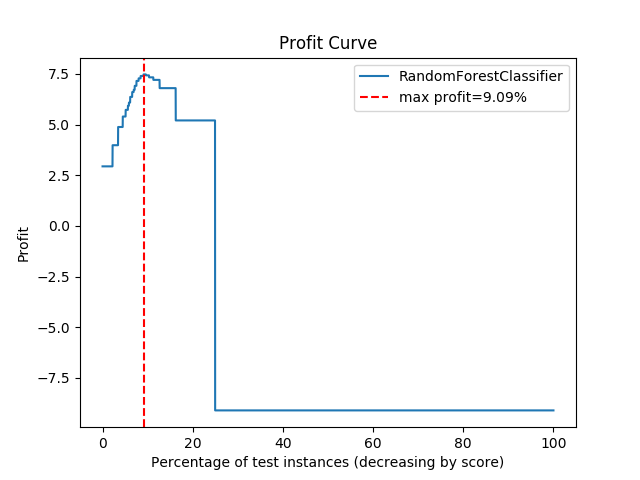 Profit Curve
RandomForestClassifier
max profit=9.09%
7.5
5.0
2.5
0.0
−2.5
−5.0
−7.5
Profit
0 20 40 60 80 100
Percentage of test instances (decreasing by score)